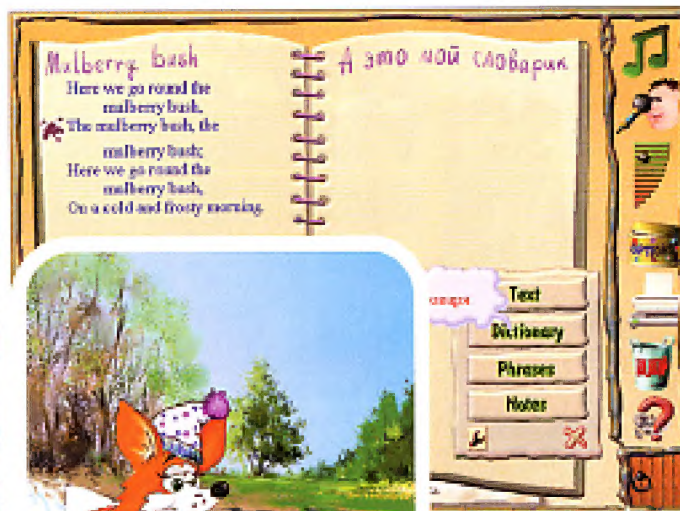 Mulberry bush
Here we go round the
mulberry bush,
The mulberry bush, the
mulberry bush;
Here we go round the
mulberry bush,
On a cold and frosty morning.
А это мой словарик
Text
Dictionary
Phrases
Notes
OPTIONS